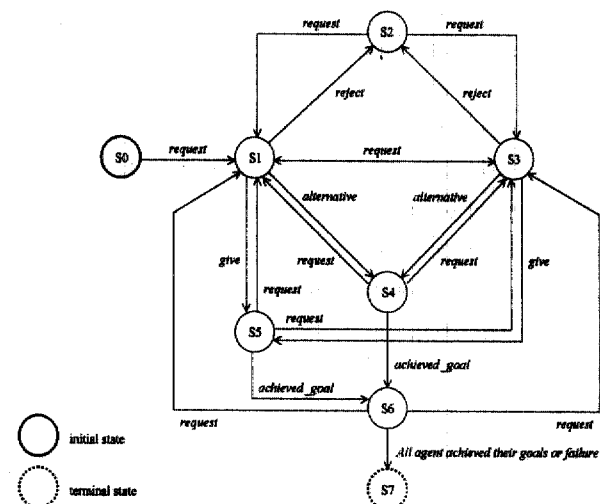 S2
request
request
reject
reject
S0
request
S1
request
S3
alternative
alternative
give
request
request
request
give
S4
request
S5
achieved_goal
achieved_goal
S6
request
request
All agent achieved their goals or failure
S7
initial state
terminal state